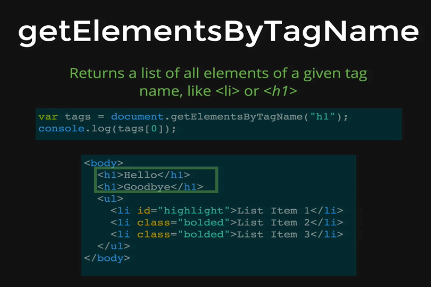 getElementsByTagName
Returns a list of all elements of a given tag
name, like <li> or <h1>
var tags = document.getElementsByTagName("h1");
console.log(tags[0]);
<body>
<h1>Hello</h1>
<h1>Goodbye</h1>
<ul>
<li id="highlight">List Item 1</li>
<li class="bolded">List Item 2</li>
<li class="bolded">List Item 3</li>
</ul>
</body>